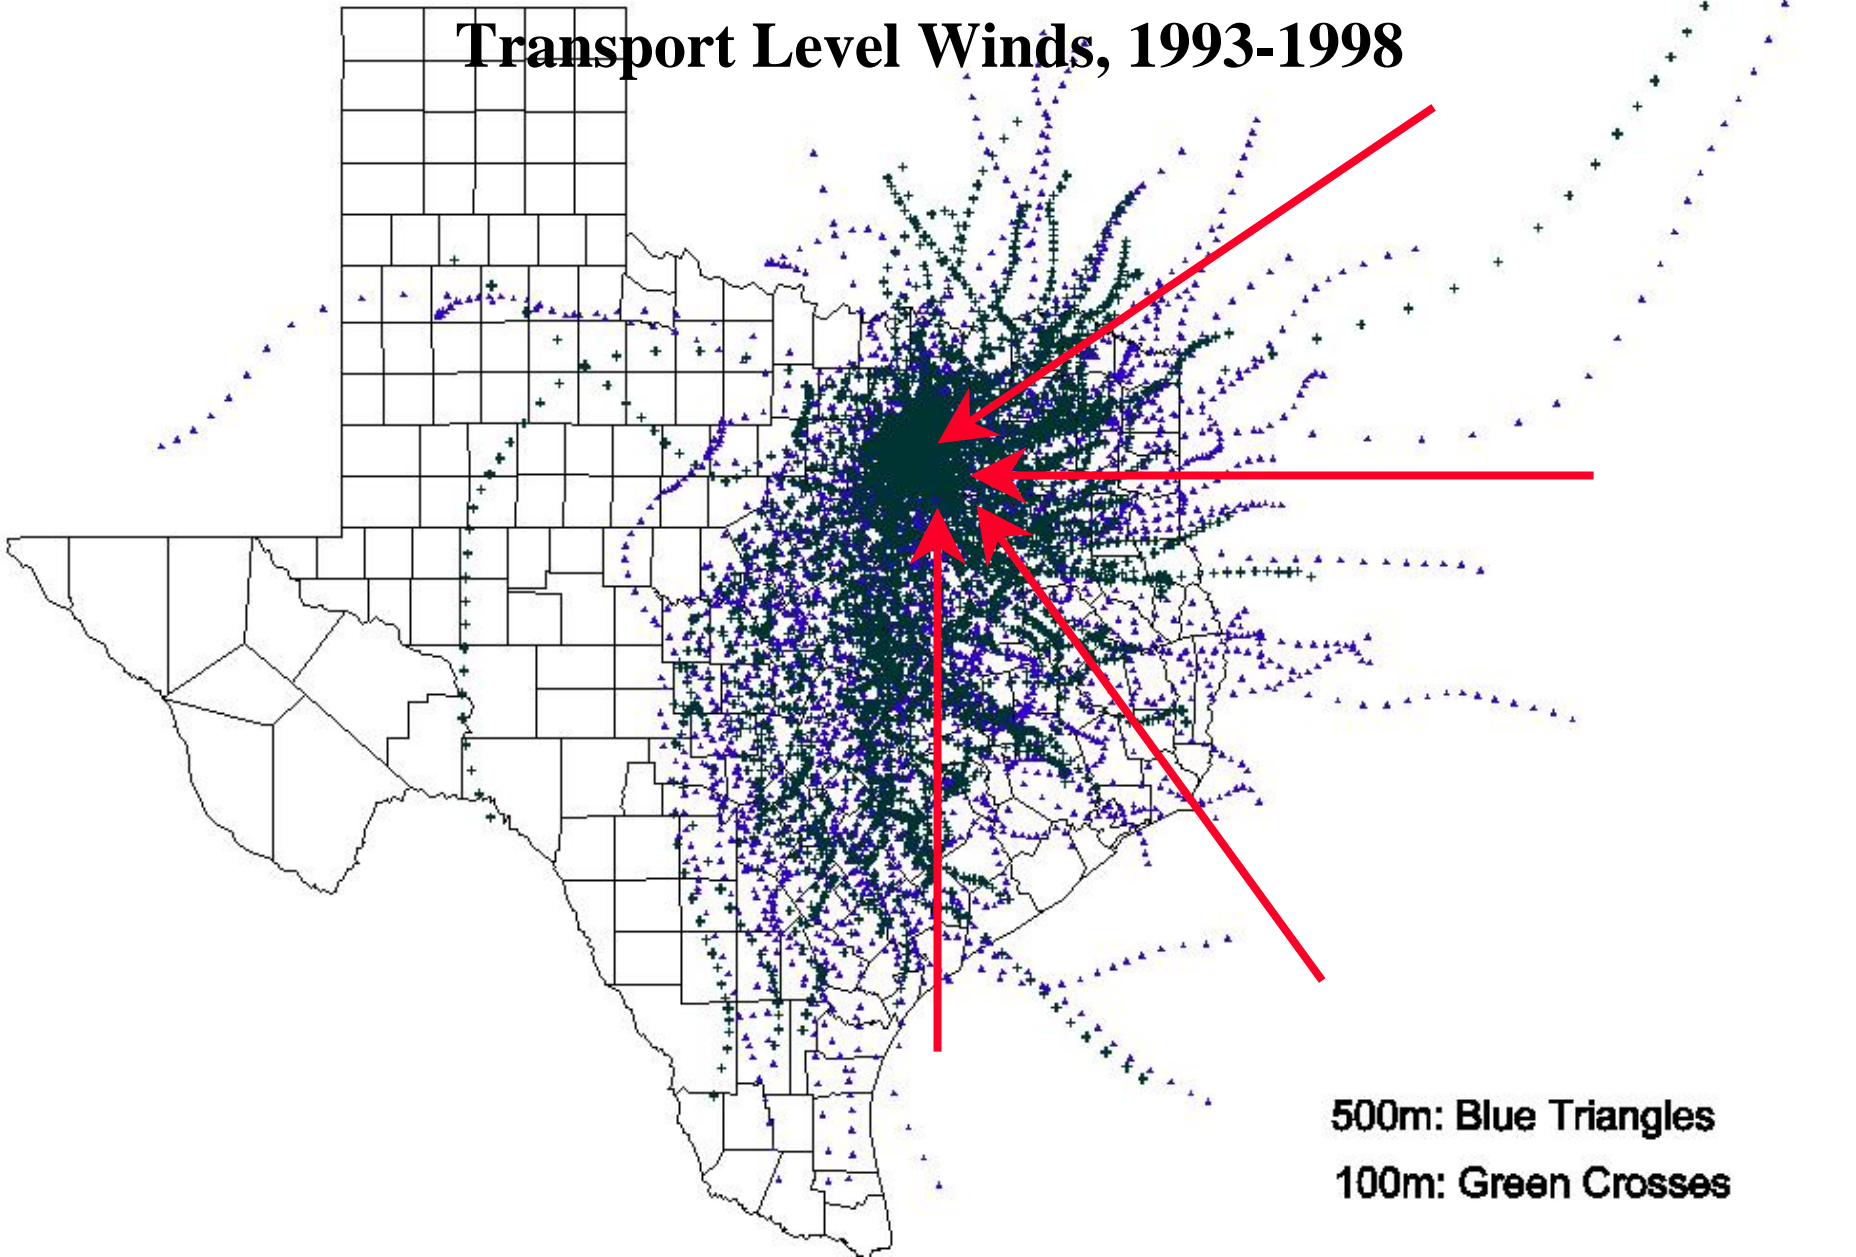 Transport Level Winds, 1993-1998
500m: Blue Triangles
100m: Green Crosses